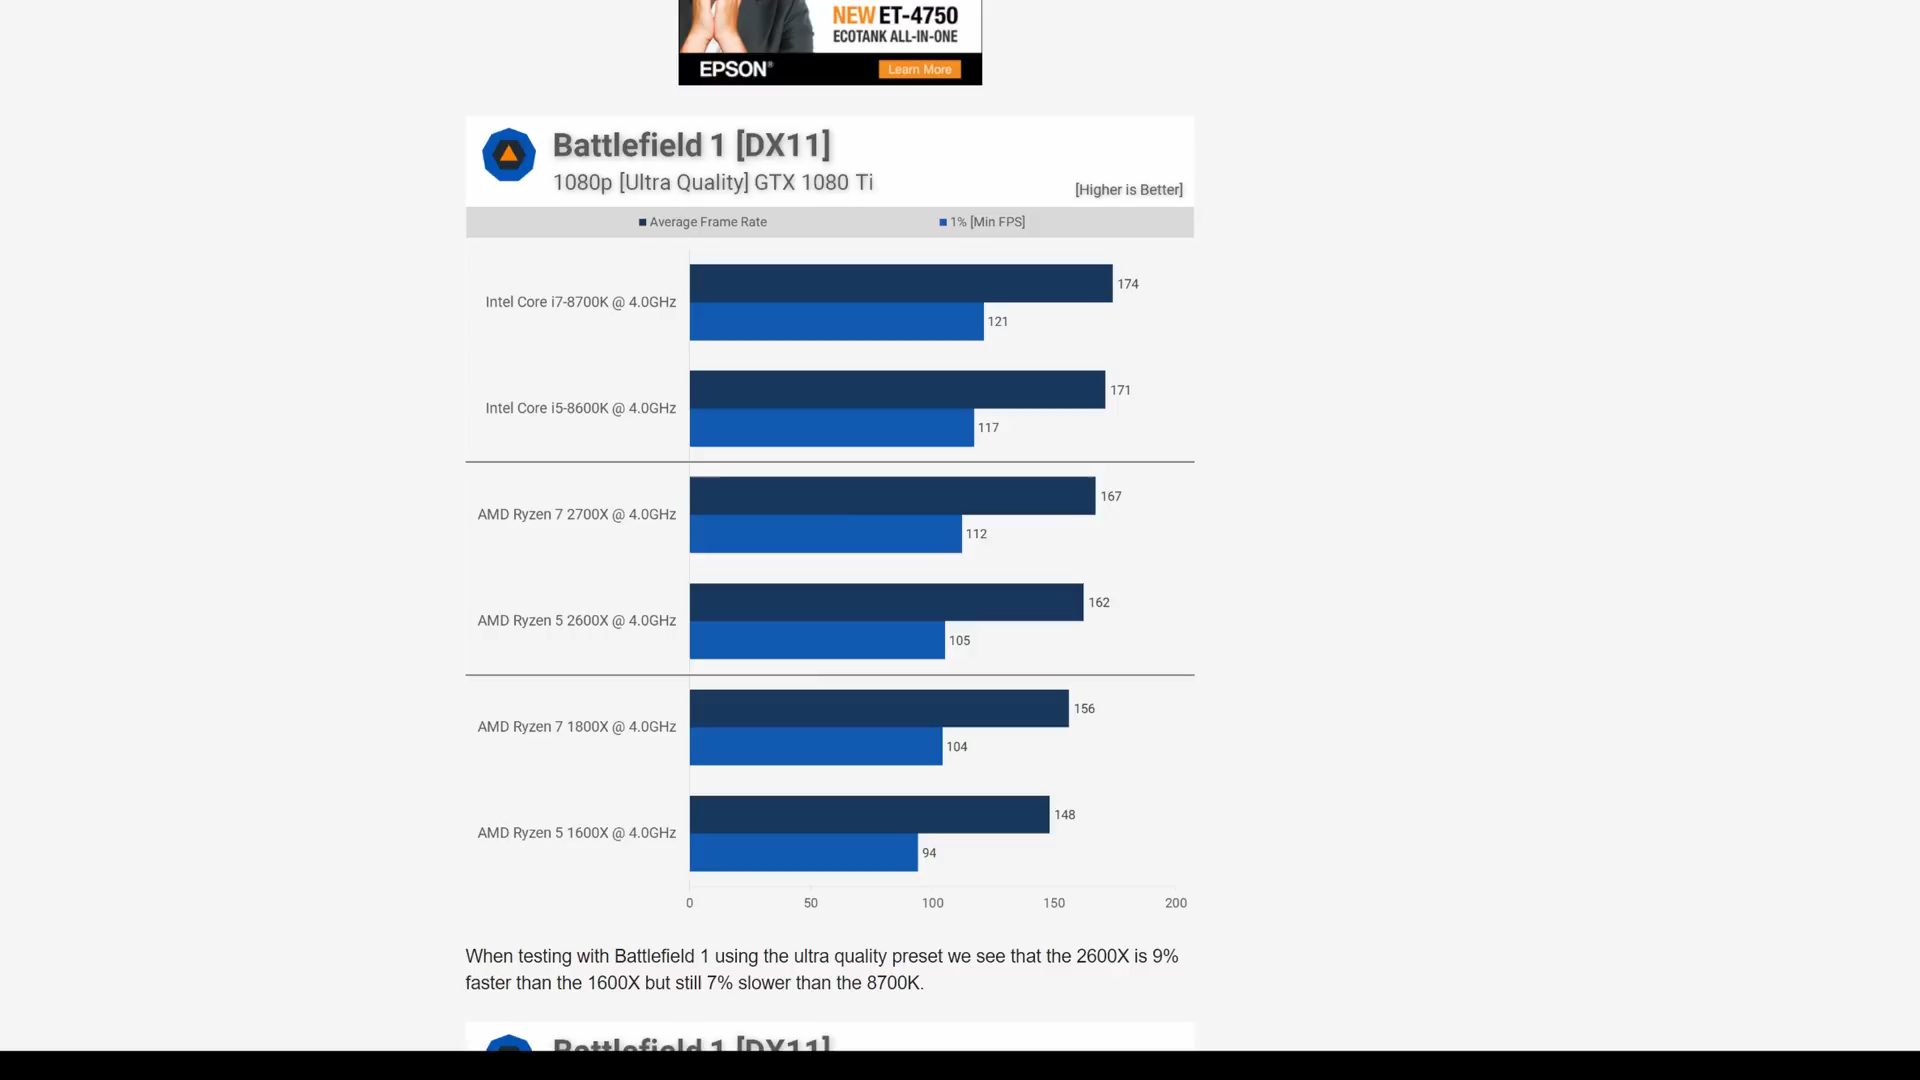 NEW ET-4750
ECOTANK ALL-IN-ONE
EPSON®
Learn More
Battlefield 1 [DX11]
1080p [Ultra Quality] GTX 1080 Ti
[Higher is Better]
Average Frame Rate
1% [Min FPS]
Intel Core i7-8700K @ 4.0GHz
174
121
Intel Core i5-8600K @ 4.0GHz
171
117
AMD Ryzen 7 2700X @ 4.0GHz
167
112
AMD Ryzen 5 2600X @ 4.0GHz
162
105
AMD Ryzen 7 1800X @ 4.0GHz
156
104
AMD Ryzen 5 1600X @ 4.0GHz
148
94
0 50 100 150 200
When testing with Battlefield 1 using the ultra quality preset we see that the 2600X is 9%
faster than the 1600X but still 7% slower than the 8700K.
Battlefield 1 [DX11]